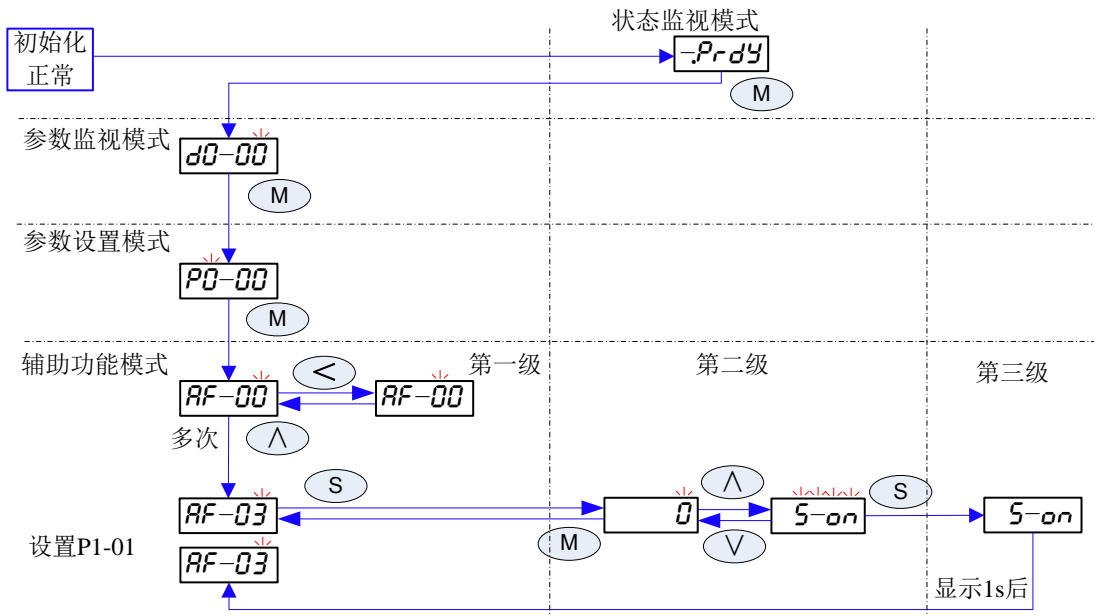 状态监视模式
初始化
正常
-.Prdy
M
参数监视模式
d0-00
M
参数设置模式
P0-00
M
辅助功能模式
第一级
第二级
第三级
<
AF-00
AF-00
多次
∧
S
∧
S
AF-03
0
S-on
S-on
M
∨
设置P1-01
AF-03
显示1s后